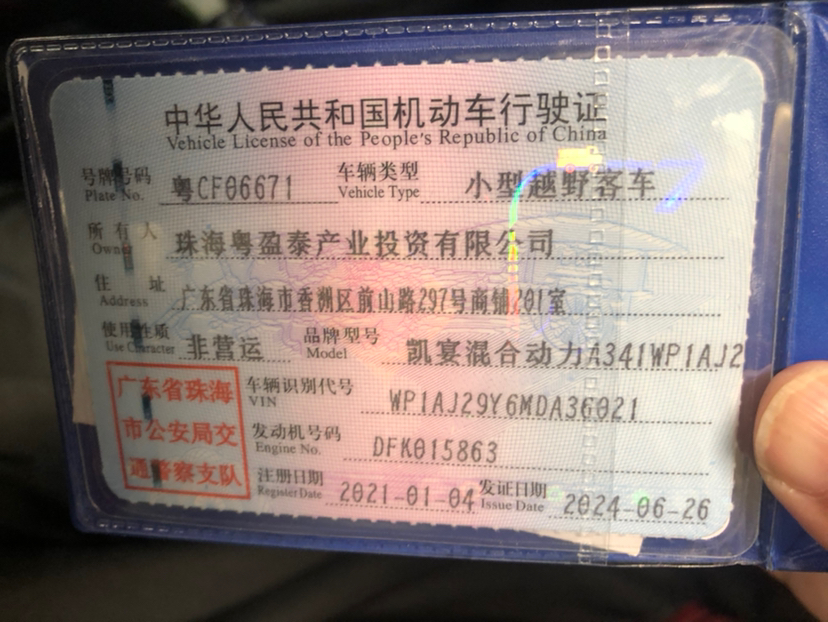 中华人民共和国机动车行驶证
Vehicle License of the People's Republic of China
号牌号码 粤CF06671 车辆类型 小型越野客车
Plate No. Vehicle Type
所有人 珠海粤盈泰产业投资有限公司
Owner
住址 广东省珠海市香洲区前山路297号商铺201室
Address
使用性质 非营运 品牌型号 凯宴混合动力A341WP1AJ2
Use Character Model
广东省珠海
市公安局交
通警察支队
车辆识别代号 WP1AJ29Y6MDA36021
VIN
发动机号码 DFK015863
Engine No.
注册日期 2021-01-04 发证日期 2024-06-26
Register Date Issue Date